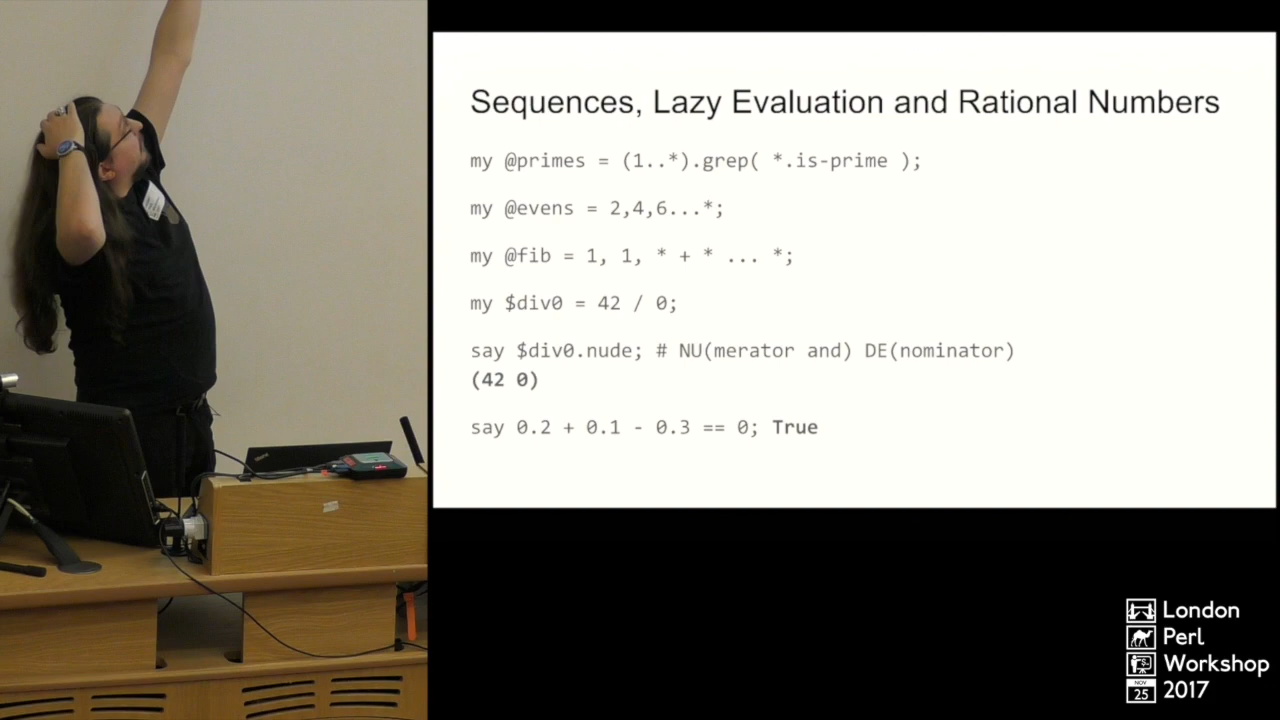 Sequences, Lazy Evaluation and Rational Numbers
my @primes = (1..*).grep( *.is-prime );
my @evens = 2,4,6...*;
my @fib = 1, 1, * + * ... *;
my $div0 = 42 / 0;
say $div0.nude; # NU(merator and) DE(nominator)
(42 0)
say 0.2 + 0.1 - 0.3 == 0; True
London
Perl
Workshop
NOV
25 2017